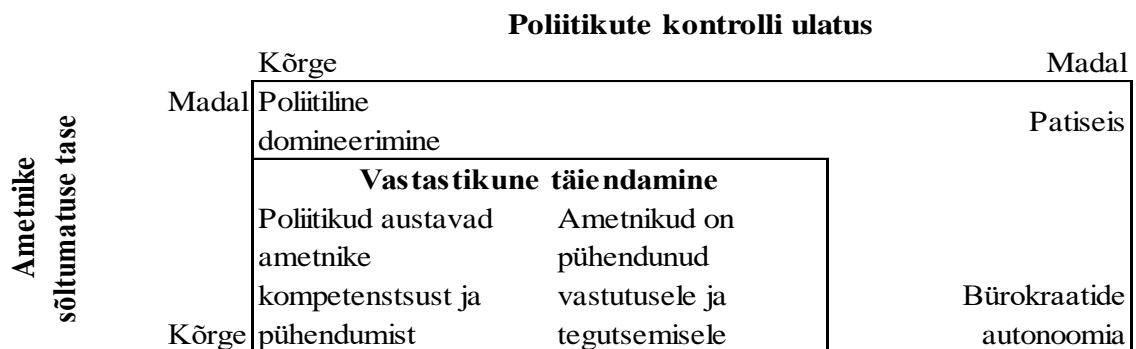 Poliitikute kontrolli ulatus
Kõrge Madal
Madal Poliitiline
domineerimine
Patiseis
Ametnike
sõltumatuse tase
Vastastikune täiendamine
Poliitikud austavad Ametnikud on
ametnike pühendunud
kompetenstsust ja vastutusele ja Bürokraatide
Kõrge pühendumist tegutsemisele autonoomia